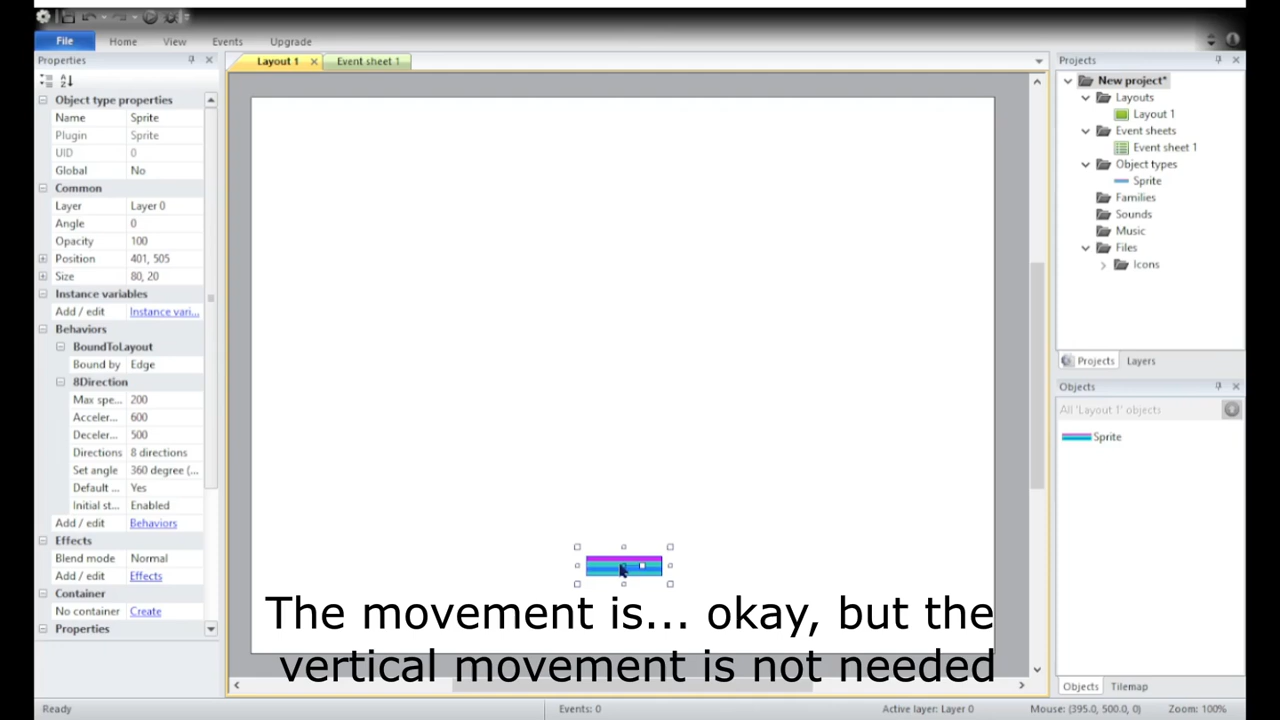 File
Home
View
Events
Upgrade
Properties
Object type properties
Name Sprite
Plugin Sprite
UID 0
Global No
Common
Layer Layer 0
Angle 0
Opacity 100
Position 401, 505
Size 80, 20
Instance variables
Add / edit Instance vari...
Behaviors
BoundToLayout
Bound by Edge
8Direction
Max spe... 200
Acceler... 600
Deceler... 500
Directions 8 directions
Set angle 360 degree (...
Default ... Yes
Initial st... Enabled
Add / edit Behaviors
Effects
Blend mode Normal
Add / edit Effects
Container
No container Create
Properties
Layout 1
Event sheet 1
The movement is... okay, but the
vertical movement is not needed
Projects
New project*
Layouts
Layout 1
Event sheets
Event sheet 1
Object types
Sprite
Families
Sounds
Music
Files
Icons
Projects
Layers
Objects
All 'Layout 1' objects
Sprite
Objects
Tilemap
Ready
Events: 0
Active layer: Layer 0
Mouse: (395.0, 500.0, 0)
Zoom: 100%